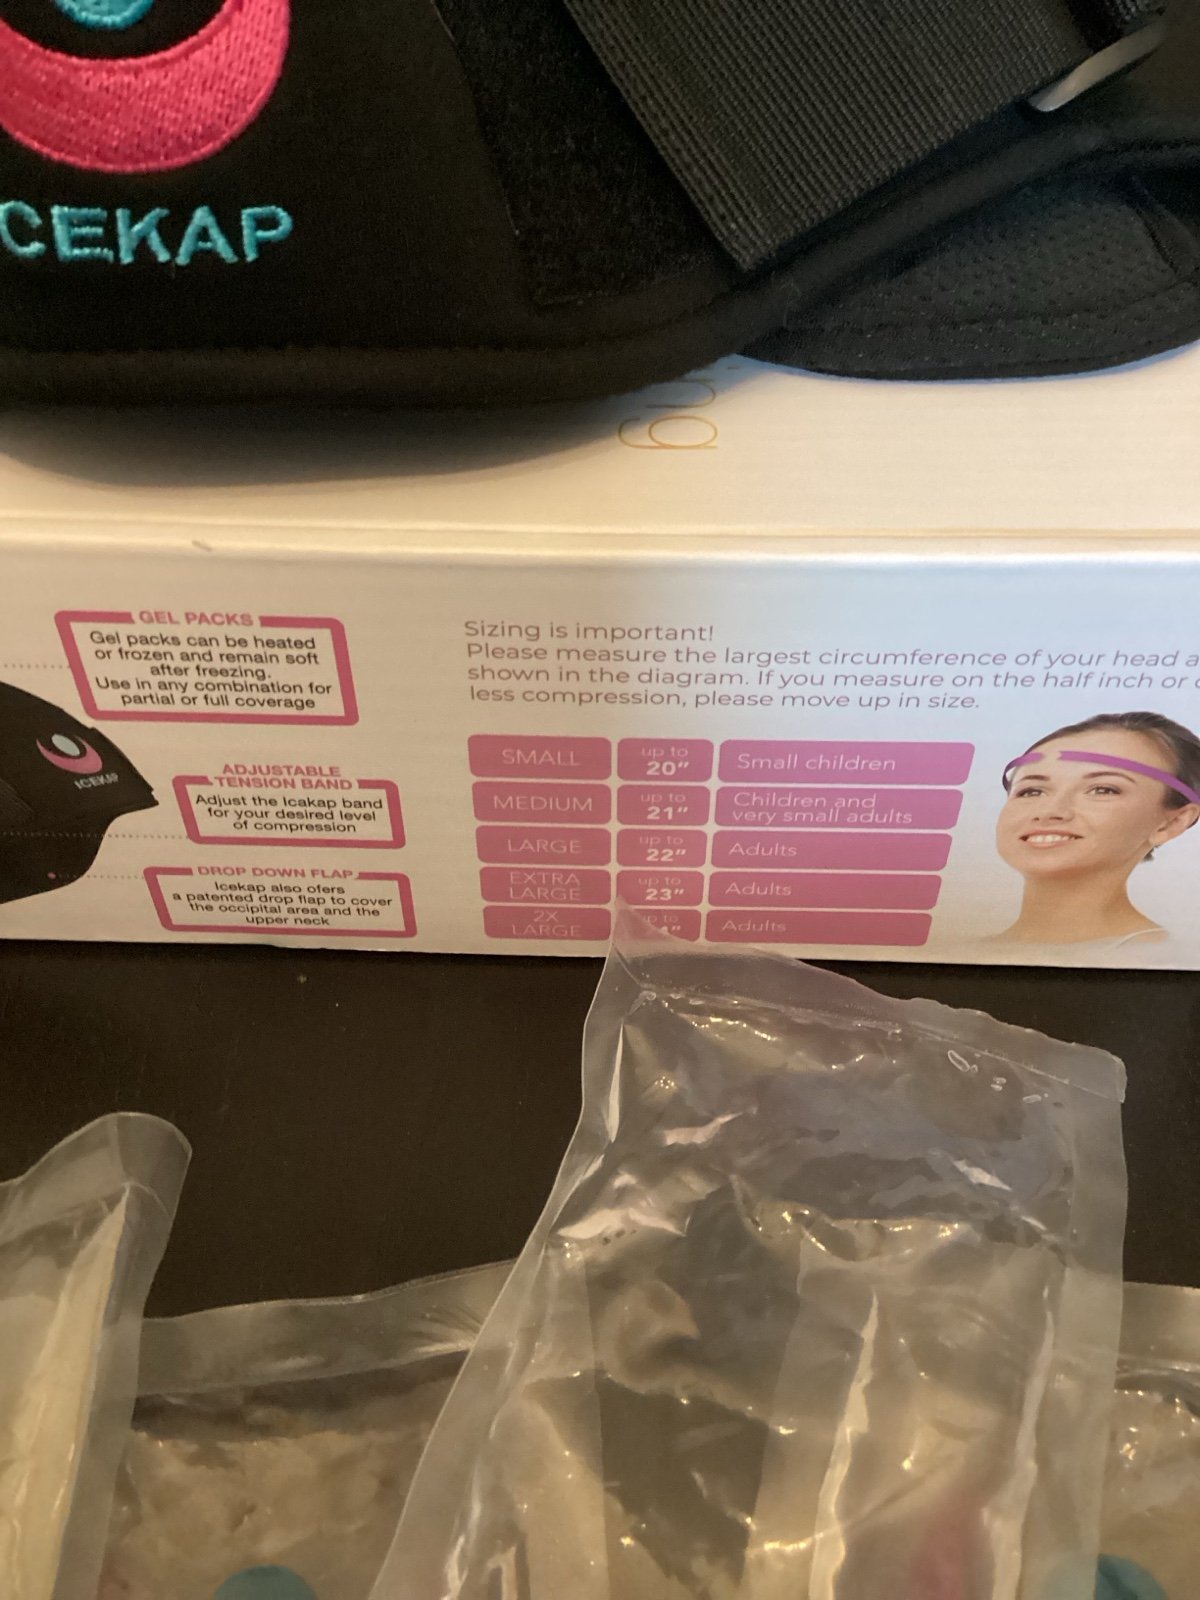 CEKAP
ng
GEL PACKS
Gel packs can be heated
or frozen and remain soft
after freezing.
Use in any combination for
partial or full coverage
ICEKAP
ADJUSTABLE
TENSION BAND
Adjust the Icakap band
for your desired level
of compression
DROP DOWN FLAP
Icekap also ofers
a patented drop flap to cover
the occipital area and the
upper neck
Sizing is important!
Please measure the largest circumference of your head a
shown in the diagram. If you measure on the half inch or
less compression, please move up in size.
SMALL up to 20" Small children
MEDIUM up to 21" Children and
very small adults
LARGE up to 22" Adults
EXTRA LARGE up to 23" Adults
2X LARGE up to Adults